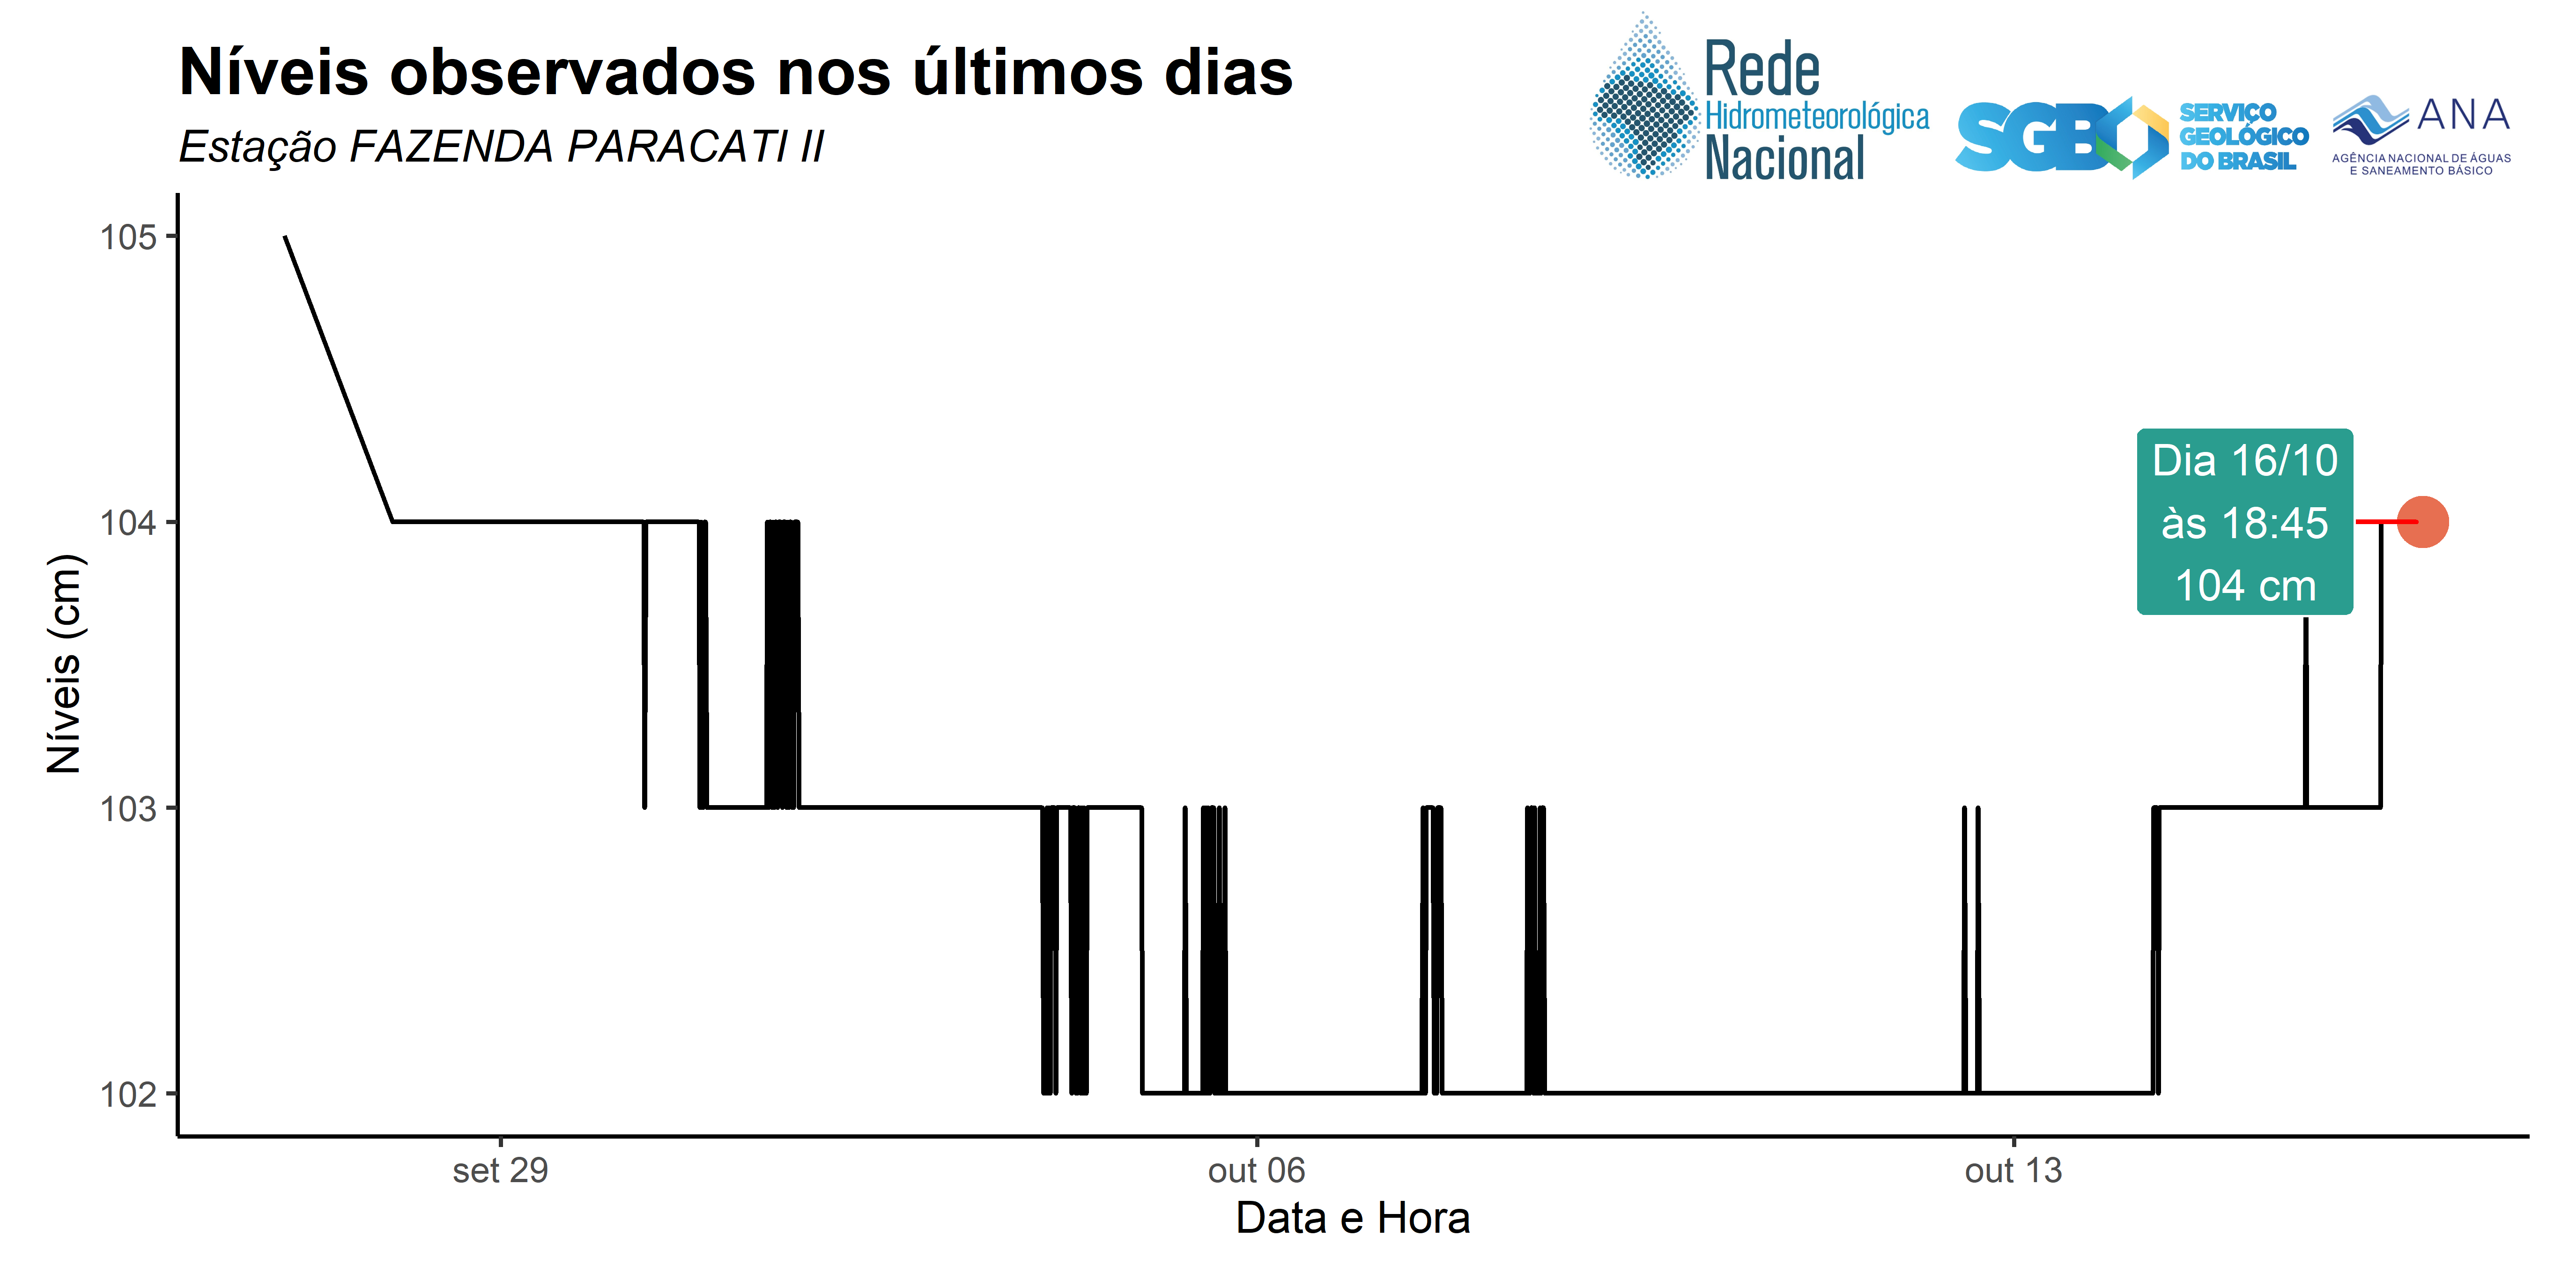 Níveis observados nos últimos dias
Estação FAZENDA PARACATI II
Rede
Hidrometeorológica
Nacional
SGB
SERVIÇO
GEOLÓGICO
DO BRASIL
ANA
AGÊNCIA NACIONAL DE ÁGUAS
E SANEAMENTO BÁSICO
105
104
103
102
Níveis (cm)
Dia 16/10
às 18:45
104 cm
set 29
out 06
out 13
Data e Hora